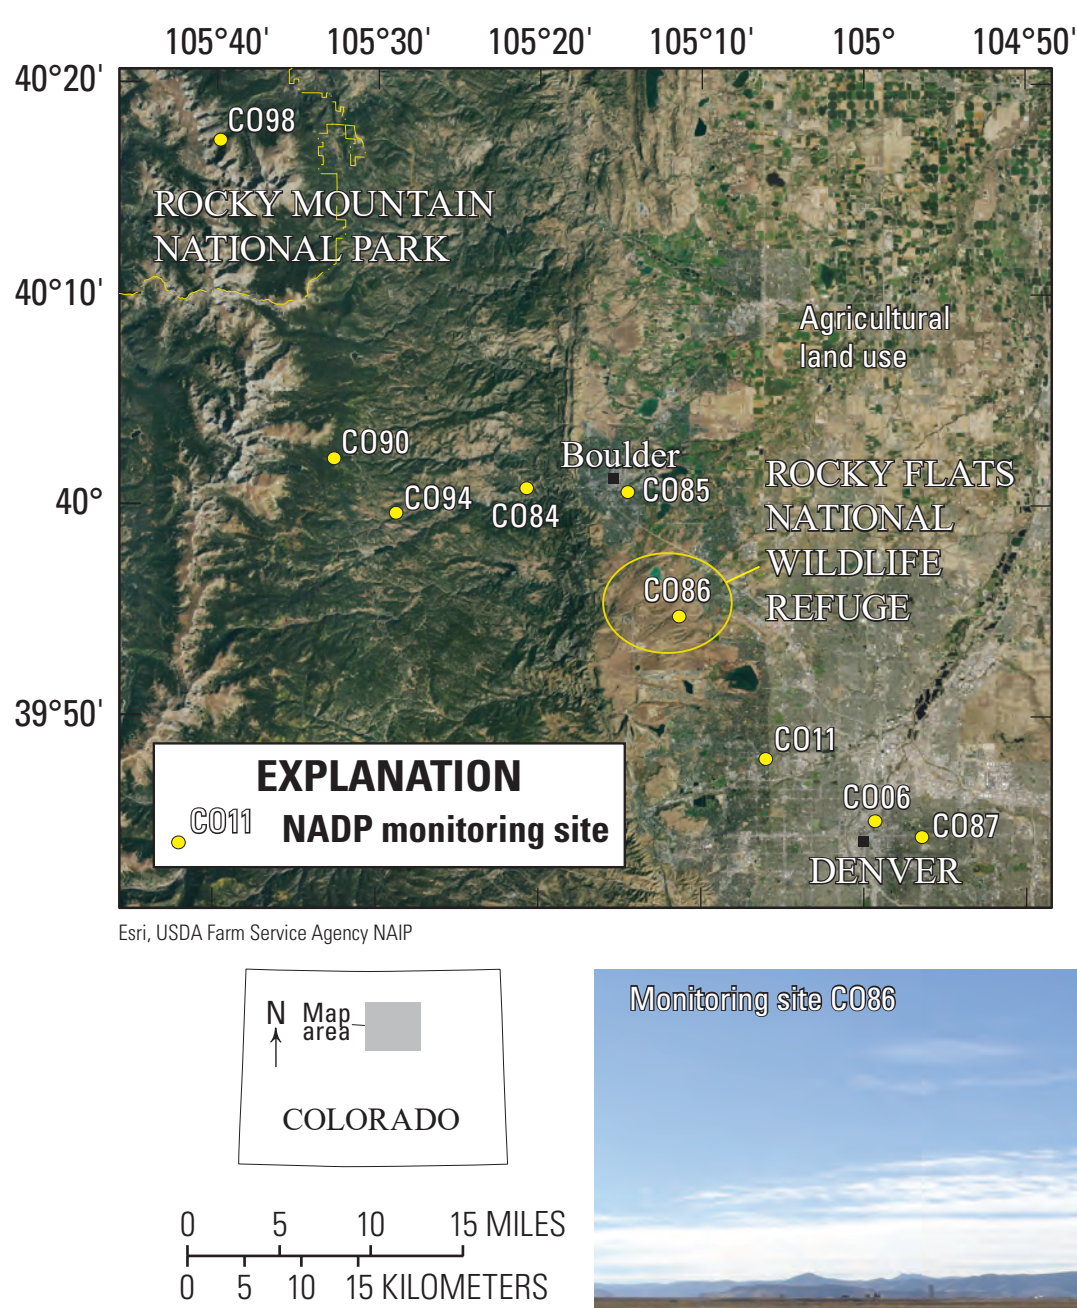 105°40' 105°30' 105°20' 105°10' 105° 104°50'
40°20'
CO98
ROCKY MOUNTAIN
NATIONAL PARK
40°10'
Agricultural
land use
CO90
Boulder
ROCKY FLATS
NATIONAL
WILDLIFE
REFUGE
CO85
40°
CO94
CO84
CO86
39°50'
CO11
EXPLANATION
CO11 NADP monitoring site
CO06
CO87
DENVER
Esri, USDA Farm Service Agency NAIP
N
Map
area
COLORADO
0 5 10 15 MILES
0 5 10 15 KILOMETERS
Monitoring site CO86